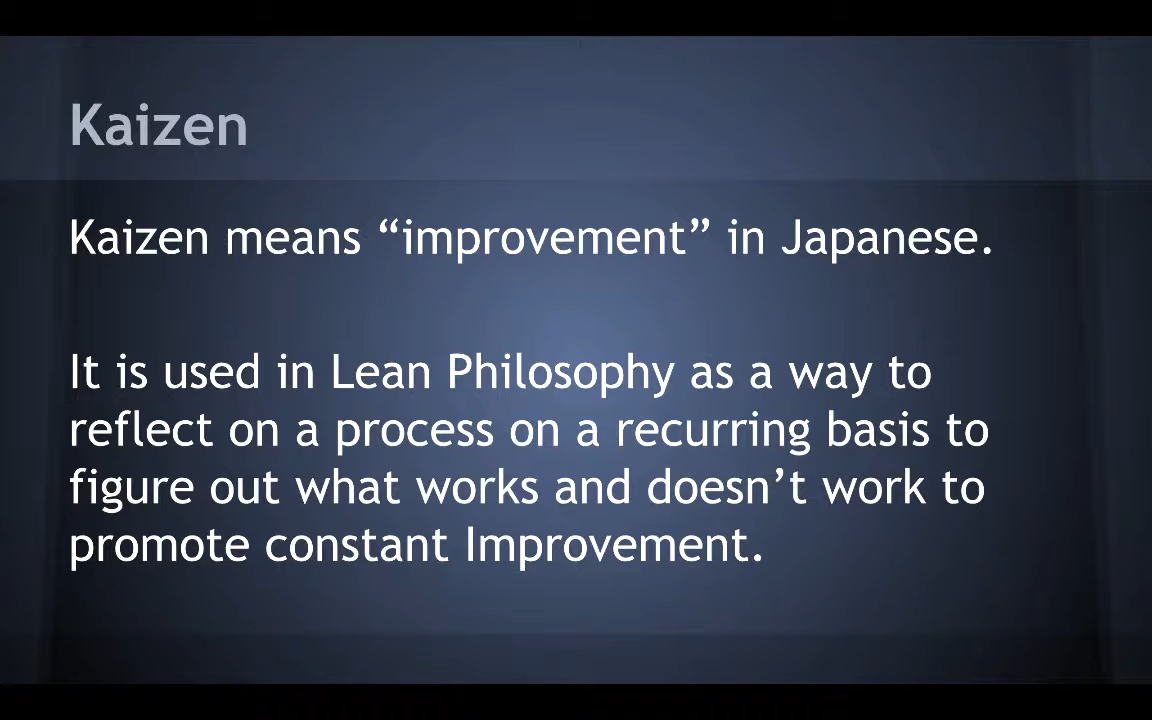 Kaizen
Kaizen means “improvement” in Japanese.
It is used in Lean Philosophy as a way to
reflect on a process on a recurring basis to
figure out what works and doesn’t work to
promote constant Improvement.